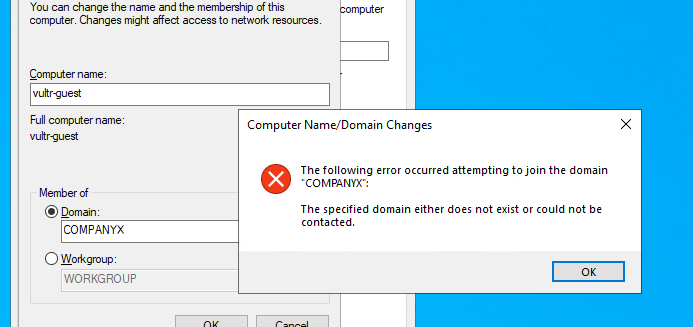 You can change the name and the membership of this
computer. Changes might affect access to network resources.
computer
Computer name:
vultr-guest
Full computer name:
vultr-guest
Computer Name/Domain Changes
The following error occurred attempting to join the domain
"COMPANYX":
The specified domain either does not exist or could not be
contacted.
OK
Member of
Domain:
COMPANYX
Workgroup:
WORKGROUP
OK
Cancel